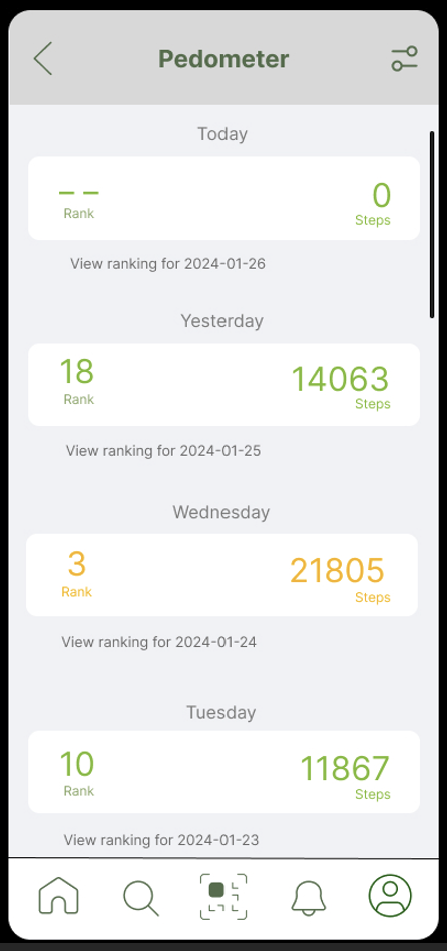 Pedometer
Today
– –
0
Rank
Steps
View ranking for 2024-01-26
Yesterday
18
14063
Rank
Steps
View ranking for 2024-01-25
Wednesday
3
21805
Rank
Steps
View ranking for 2024-01-24
Tuesday
10
11867
Rank
Steps
View ranking for 2024-01-23